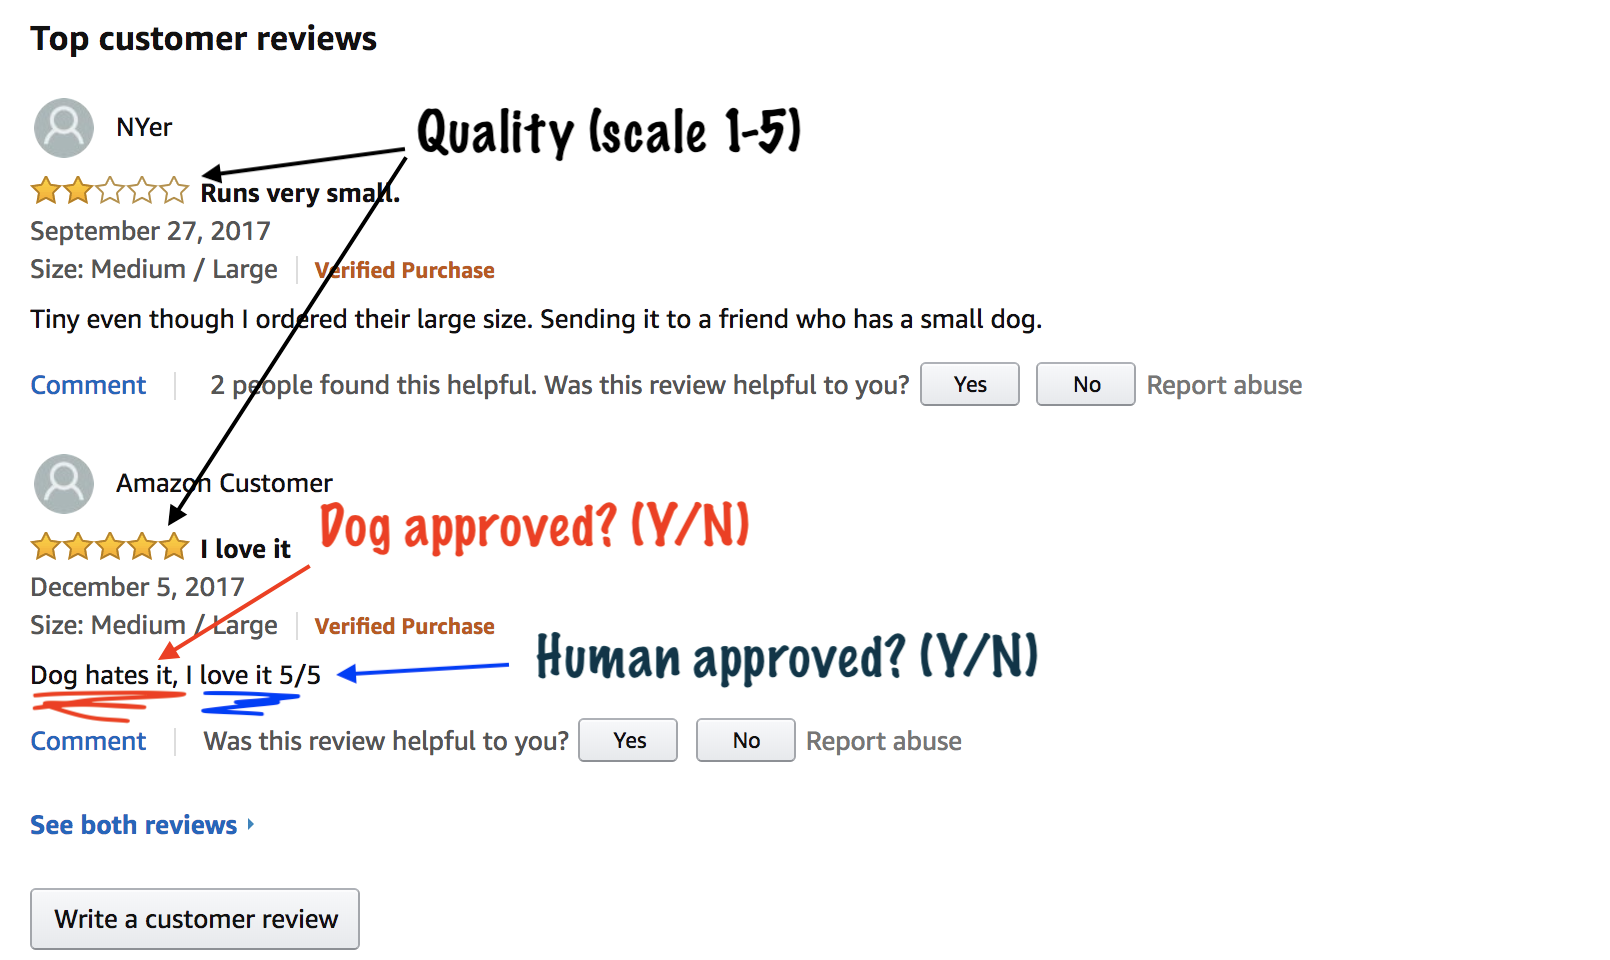 Top customer reviews
NYer
Quality (scale 1-5)
Runs very small.
September 27, 2017
Size: Medium / Large Verified Purchase
Tiny even though I ordered their large size. Sending it to a friend who has a small dog.
Comment 2 people found this helpful. Was this review helpful to you? Yes No Report abuse
Amazon Customer
Dog approved? (Y/N)
I love it
December 5, 2017
Size: Medium / Large Verified Purchase
Human approved? (Y/N)
Dog hates it, I love it 5/5
Comment Was this review helpful to you? Yes No Report abuse
See both reviews
Write a customer review